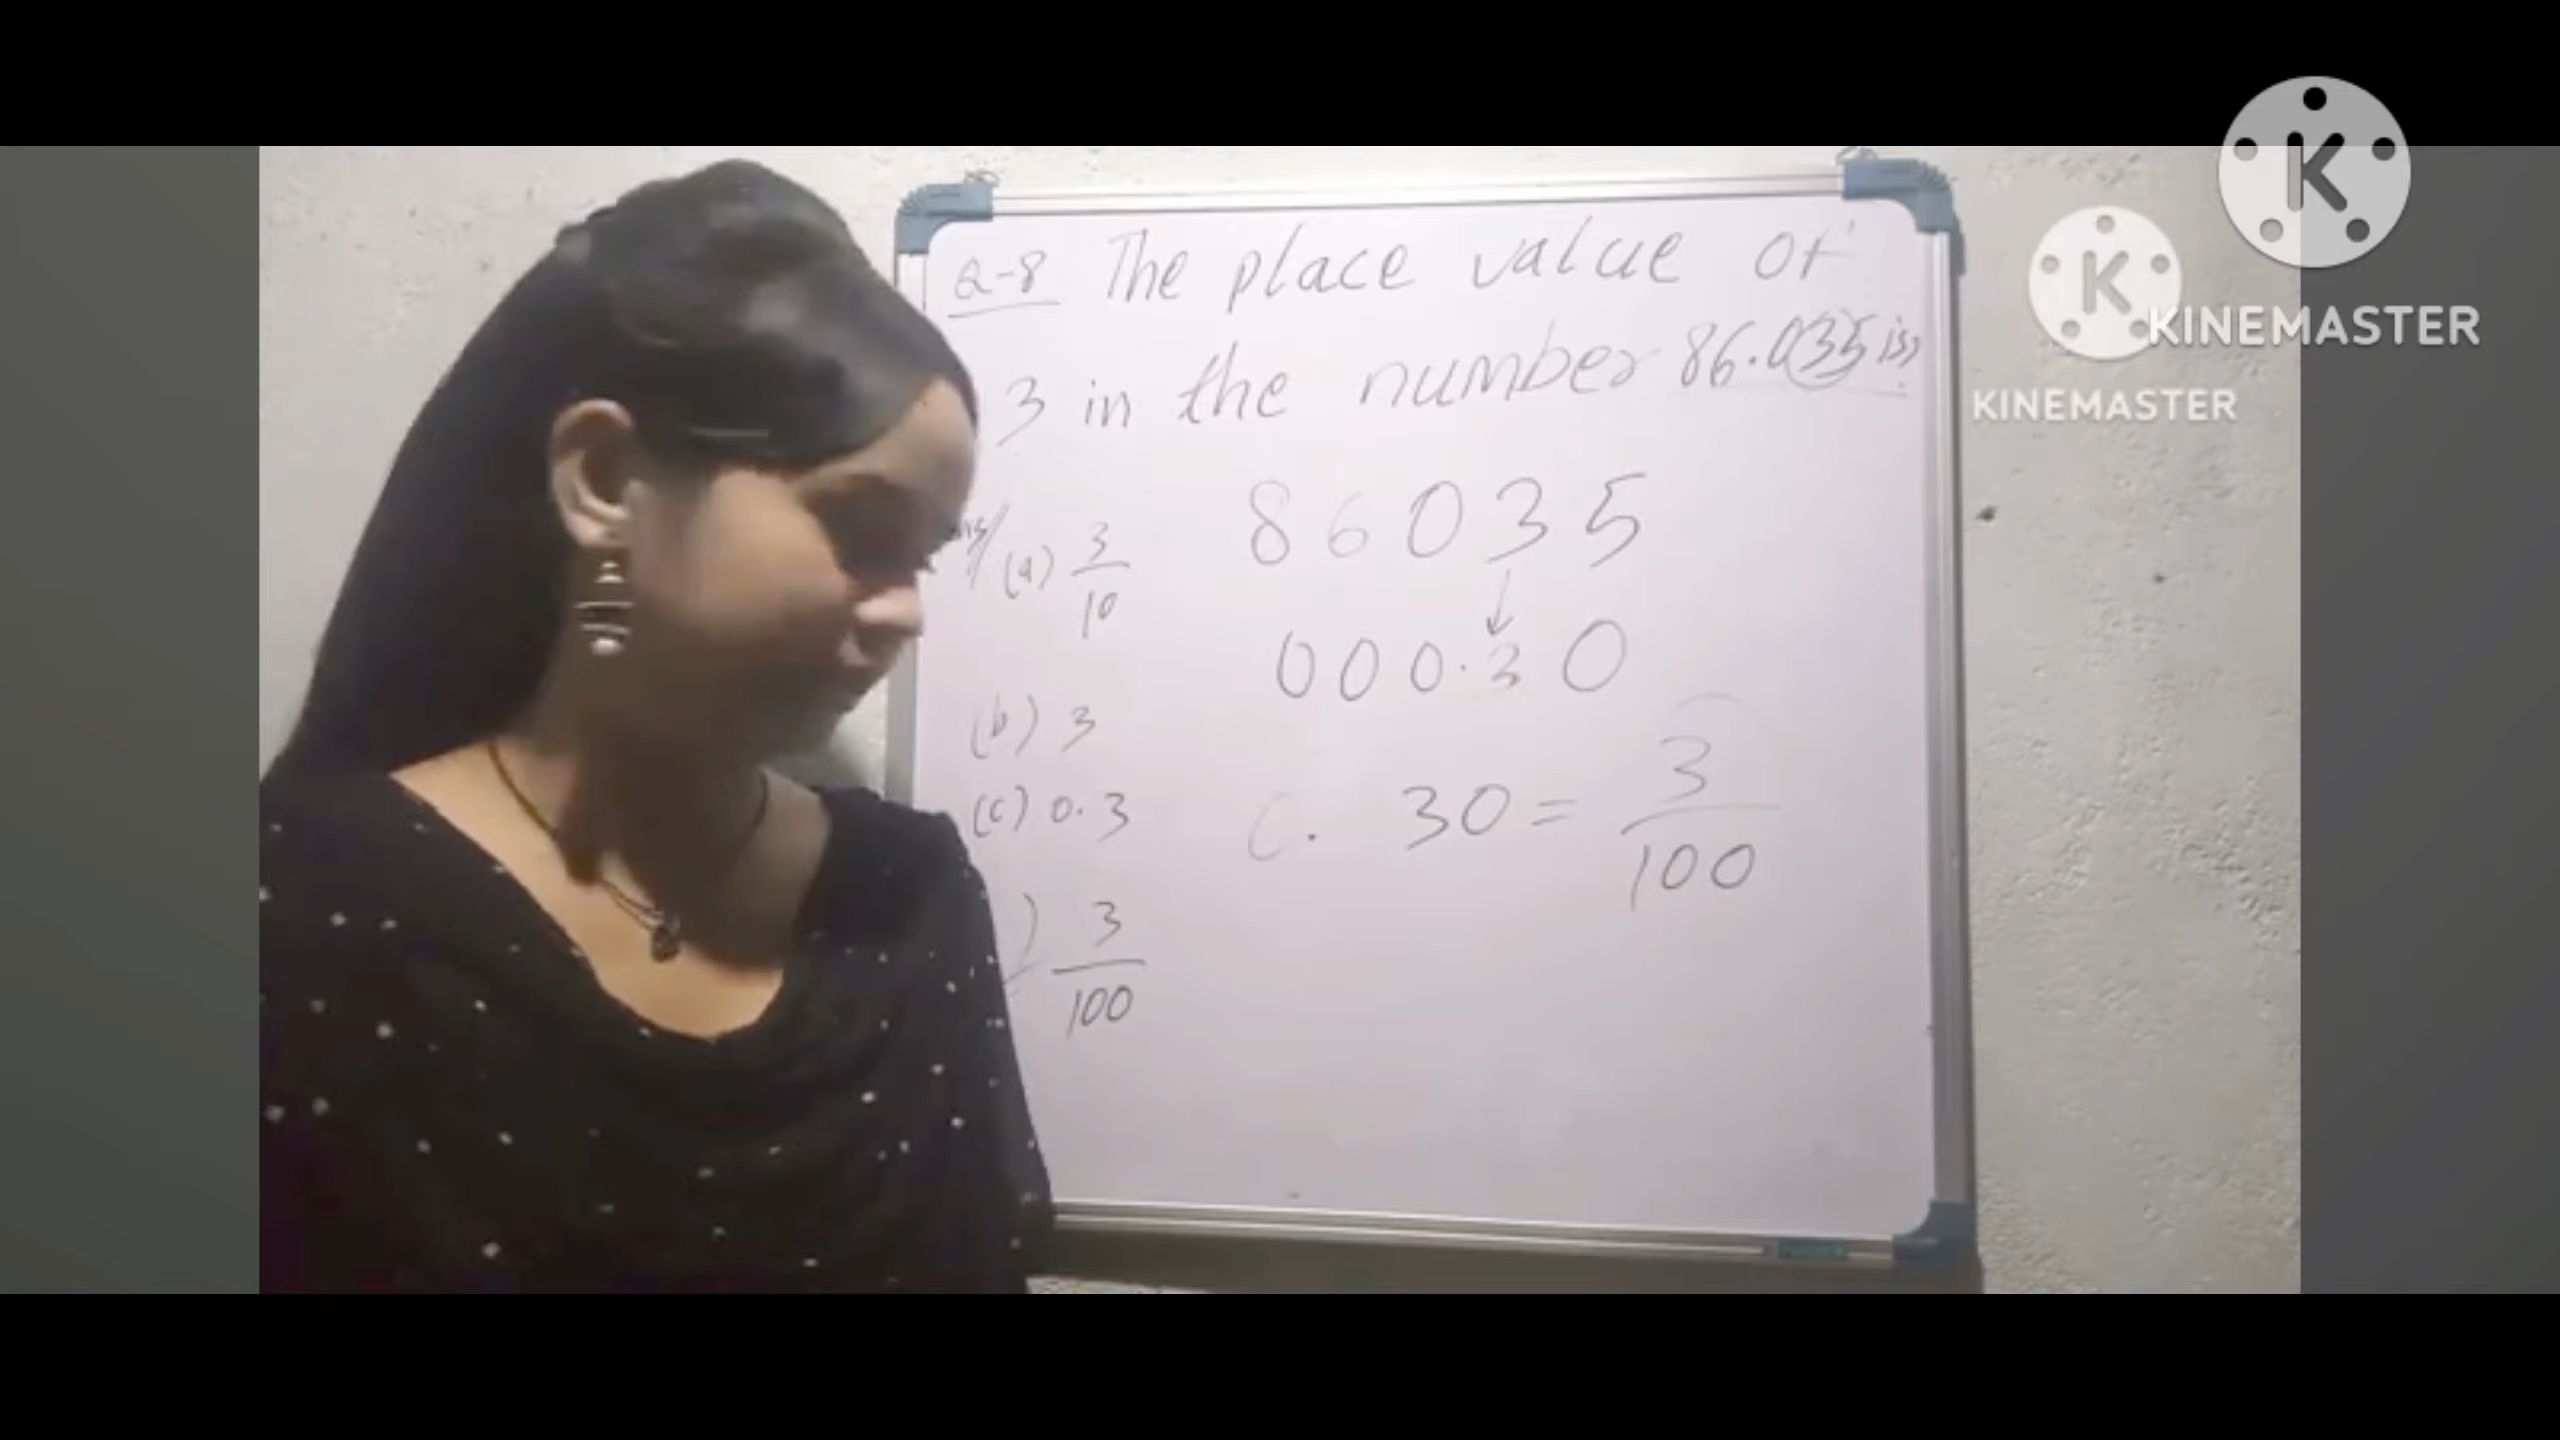 Q-8 The place value of
3 in the number 86.035 is,
86035
(a) 3/10
000.30
(b) 3
(c) 0.3
30 = 3/100
) 3/100
K
KINEMASTER
K
KINEMASTER